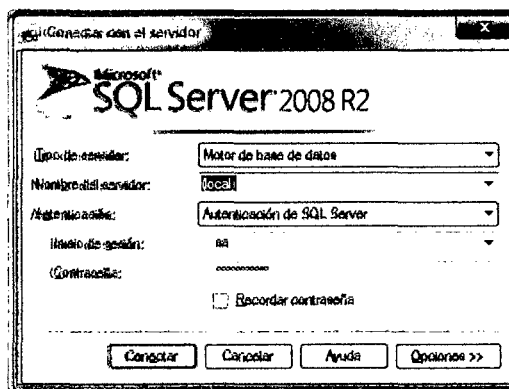 Conectar con el servidor
Microsoft
SQL Server 2008 R2
Tipo de servidor: Motor de base de datos
Nombre del servidor: (local)
Autenticación: Autenticación de SQL Server
Inicio de sesión: sa
Contraseña: **********
Recordar contraseña
Conectar Cancelar Ayuda Opciones >>